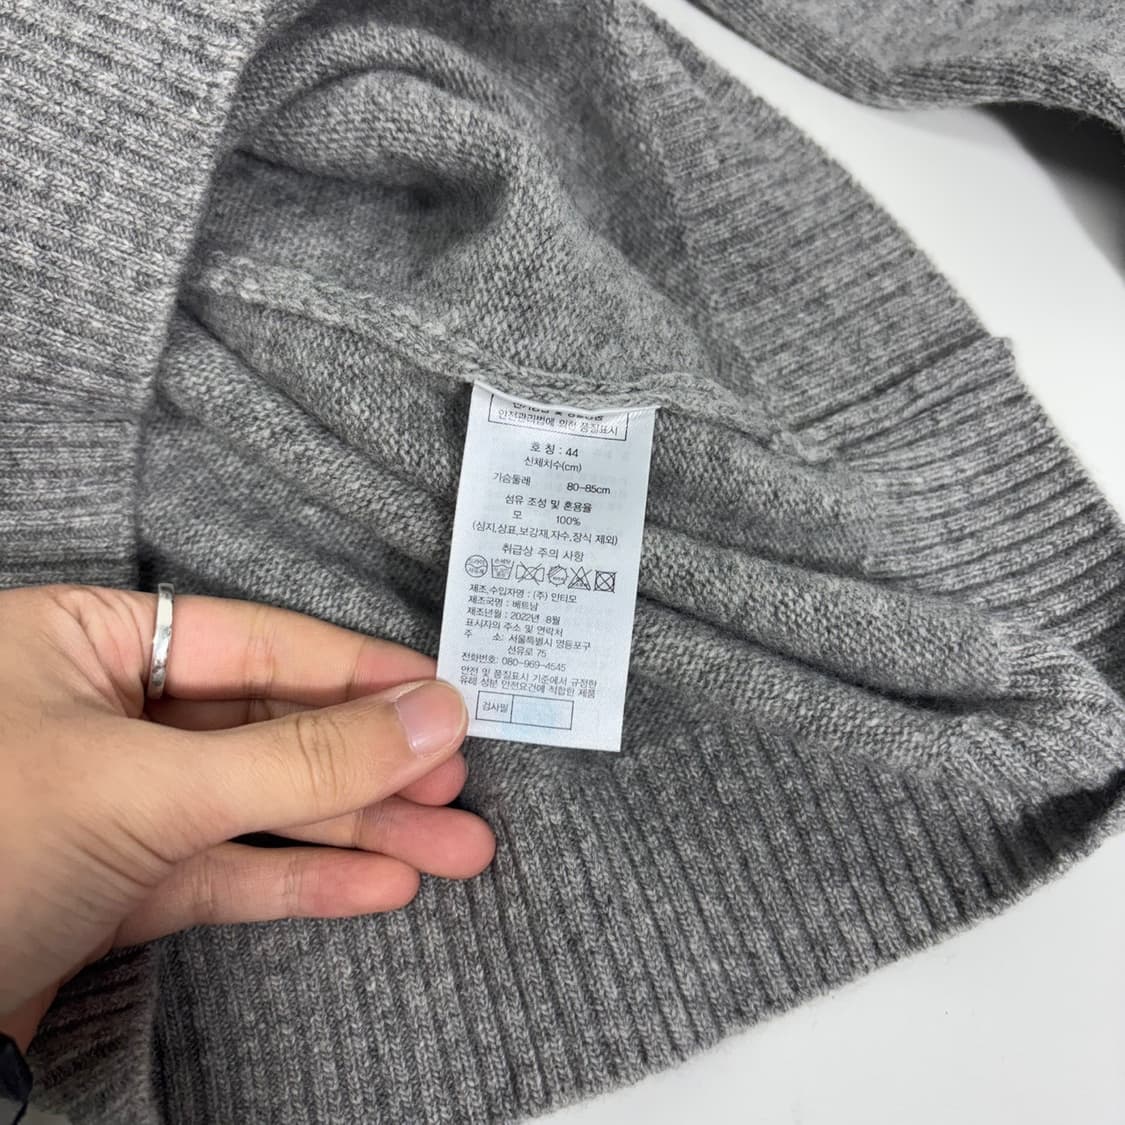 안전관리법에 의한 품질표시
호 칭 : 44
신체치수(cm)
가슴둘레 80-85cm
섬유 조성 및 혼용율
모 100%
(심지,상표,보강재,자수,장식 제외)
취급상 주의 사항
제조,수입자명 : (주) 인티모
제조국명 : 베트남
제조년월 : 2022년 8월
표시자의 주소 및 연락처
주 소: 서울특별시 영등포구
선유로 75
전화번호: 080-969-4545
안전 및 품질표시 기준에서 규정한
유해 성분 안전요건에 적합한 제품
검사필